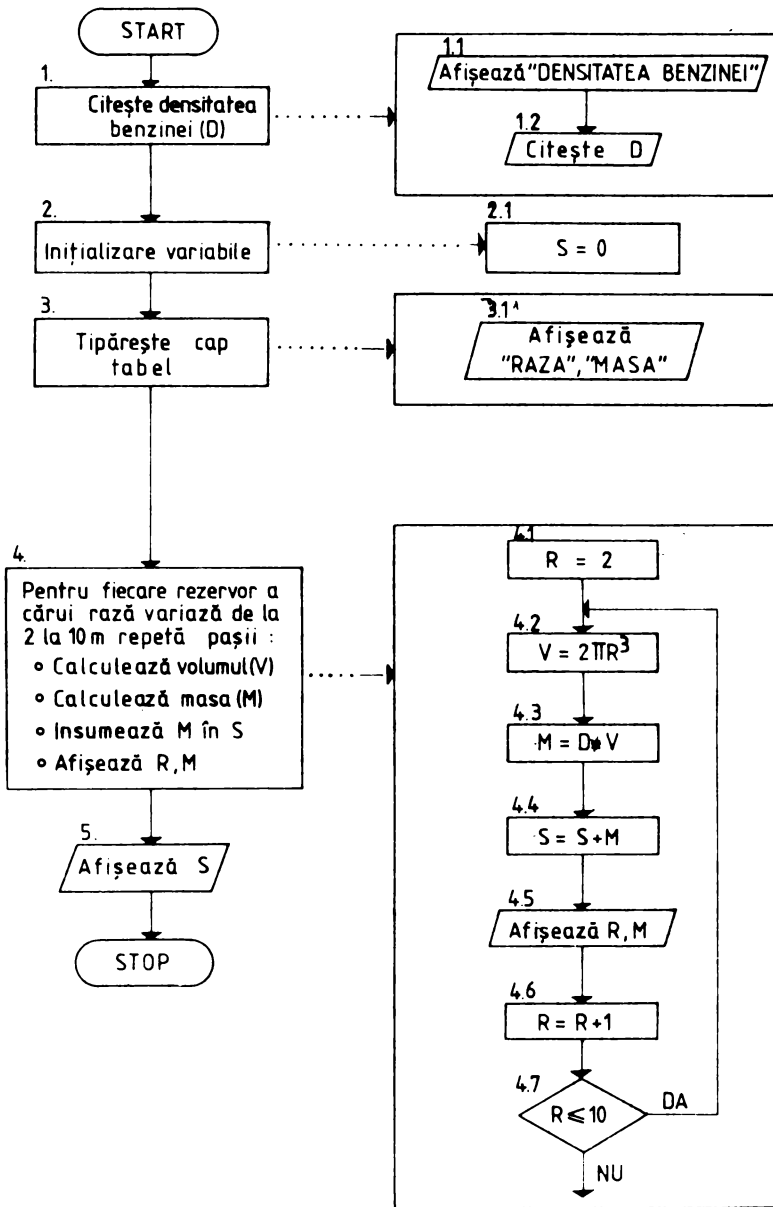 START
1.
Citește densitatea
benzinei (D)
1.1
Afișează "DENSITATEA BENZINEI"
1.2
Citește D
2.
Inițializare variabile
2.1
S = 0
3.
Tipărește cap
tabel
3.1
Afișează
"RAZA", "MASA"
4.
Pentru fiecare rezervor a
cărui rază variază de la
2 la 10 m repetă pașii :
∘ Calculează volumul (V)
∘ Calculează masa (M)
∘ Insumează M în S
∘ Afișează R, M
5.
Afișează S
STOP
4.1
R = 2
4.2
V = 2πR³
4.3
M = D * V
4.4
S = S + M
4.5
Afișează R, M
4.6
R = R + 1
4.7
R ≤ 10
DA
NU